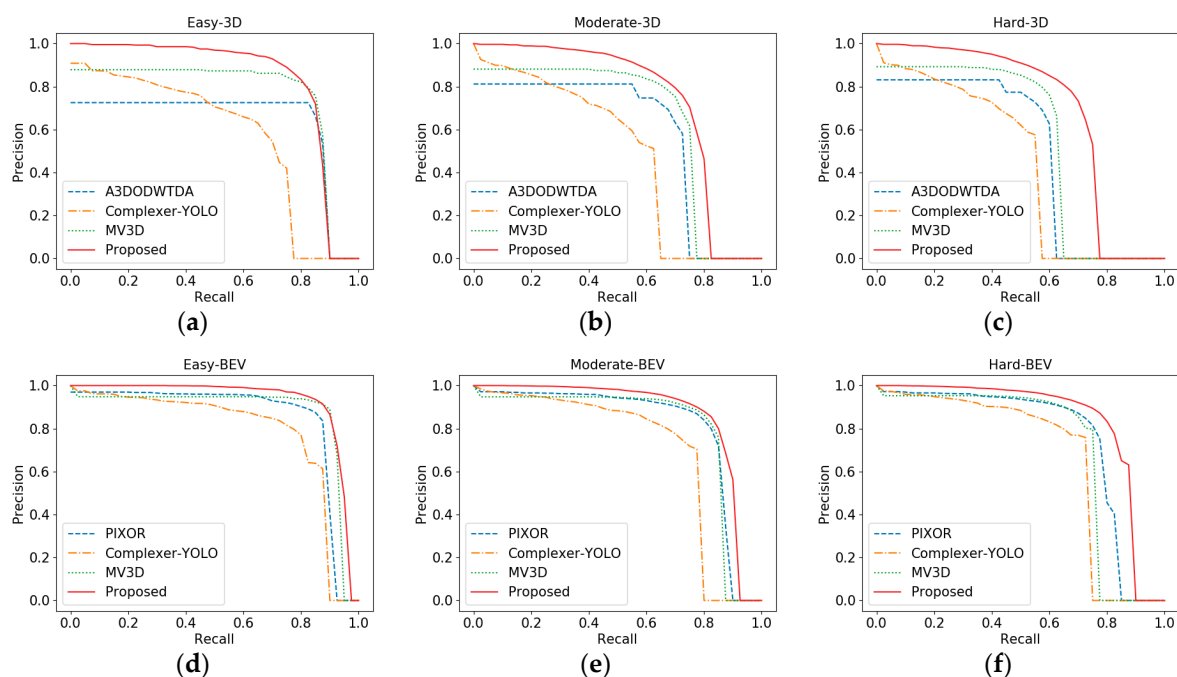 Easy-3D
Precision
1.0
0.8
0.6
0.4
0.2
0.0
A3DODWTDA
Complexer-YOLO
MV3D
Proposed
0.0 0.2 0.4 0.6 0.8 1.0
Recall
(a)
Moderate-3D
Precision
1.0
0.8
0.6
0.4
0.2
0.0
A3DODWTDA
Complexer-YOLO
MV3D
Proposed
0.0 0.2 0.4 0.6 0.8 1.0
Recall
(b)
Hard-3D
Precision
1.0
0.8
0.6
0.4
0.2
0.0
A3DODWTDA
Complexer-YOLO
MV3D
Proposed
0.0 0.2 0.4 0.6 0.8 1.0
Recall
(c)
Easy-BEV
Precision
1.0
0.8
0.6
0.4
0.2
0.0
PIXOR
Complexer-YOLO
MV3D
Proposed
0.0 0.2 0.4 0.6 0.8 1.0
Recall
(d)
Moderate-BEV
Precision
1.0
0.8
0.6
0.4
0.2
0.0
PIXOR
Complexer-YOLO
MV3D
Proposed
0.0 0.2 0.4 0.6 0.8 1.0
Recall
(e)
Hard-BEV
Precision
1.0
0.8
0.6
0.4
0.2
0.0
PIXOR
Complexer-YOLO
MV3D
Proposed
0.0 0.2 0.4 0.6 0.8 1.0
Recall
(f)